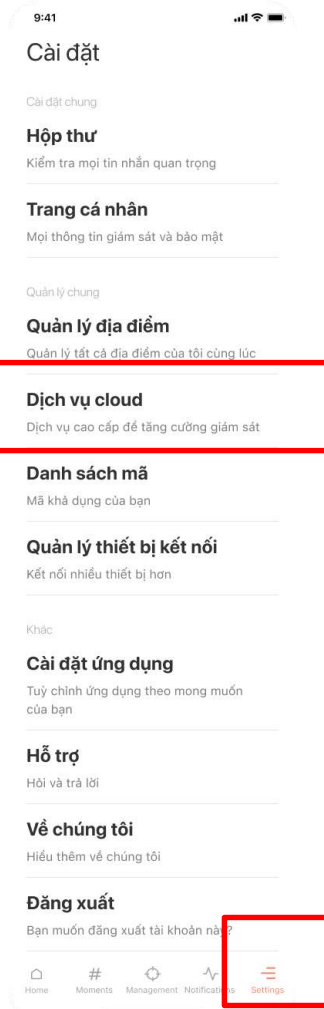 9:41
Cài đặt
Cài đặt chung
Hộp thư
Kiểm tra mọi tin nhắn quan trọng
Trang cá nhân
Mọi thông tin giám sát và bảo mật
Quản lý chung
Quản lý địa điểm
Quản lý tất cả địa điểm của tôi cùng lúc
Dịch vụ cloud
Dịch vụ cao cấp để tăng cường giám sát
Danh sách mã
Mã khả dụng của bạn
Quản lý thiết bị kết nối
Kết nối nhiều thiết bị hơn
Khác
Cài đặt ứng dụng
Tuỳ chỉnh ứng dụng theo mong muốn
của bạn
Hỗ trợ
Hỏi và trả lời
Về chúng tôi
Hiểu thêm về chúng tôi
Đăng xuất
Bạn muốn đăng xuất tài khoản này?
Home Moments Management Notifications Settings